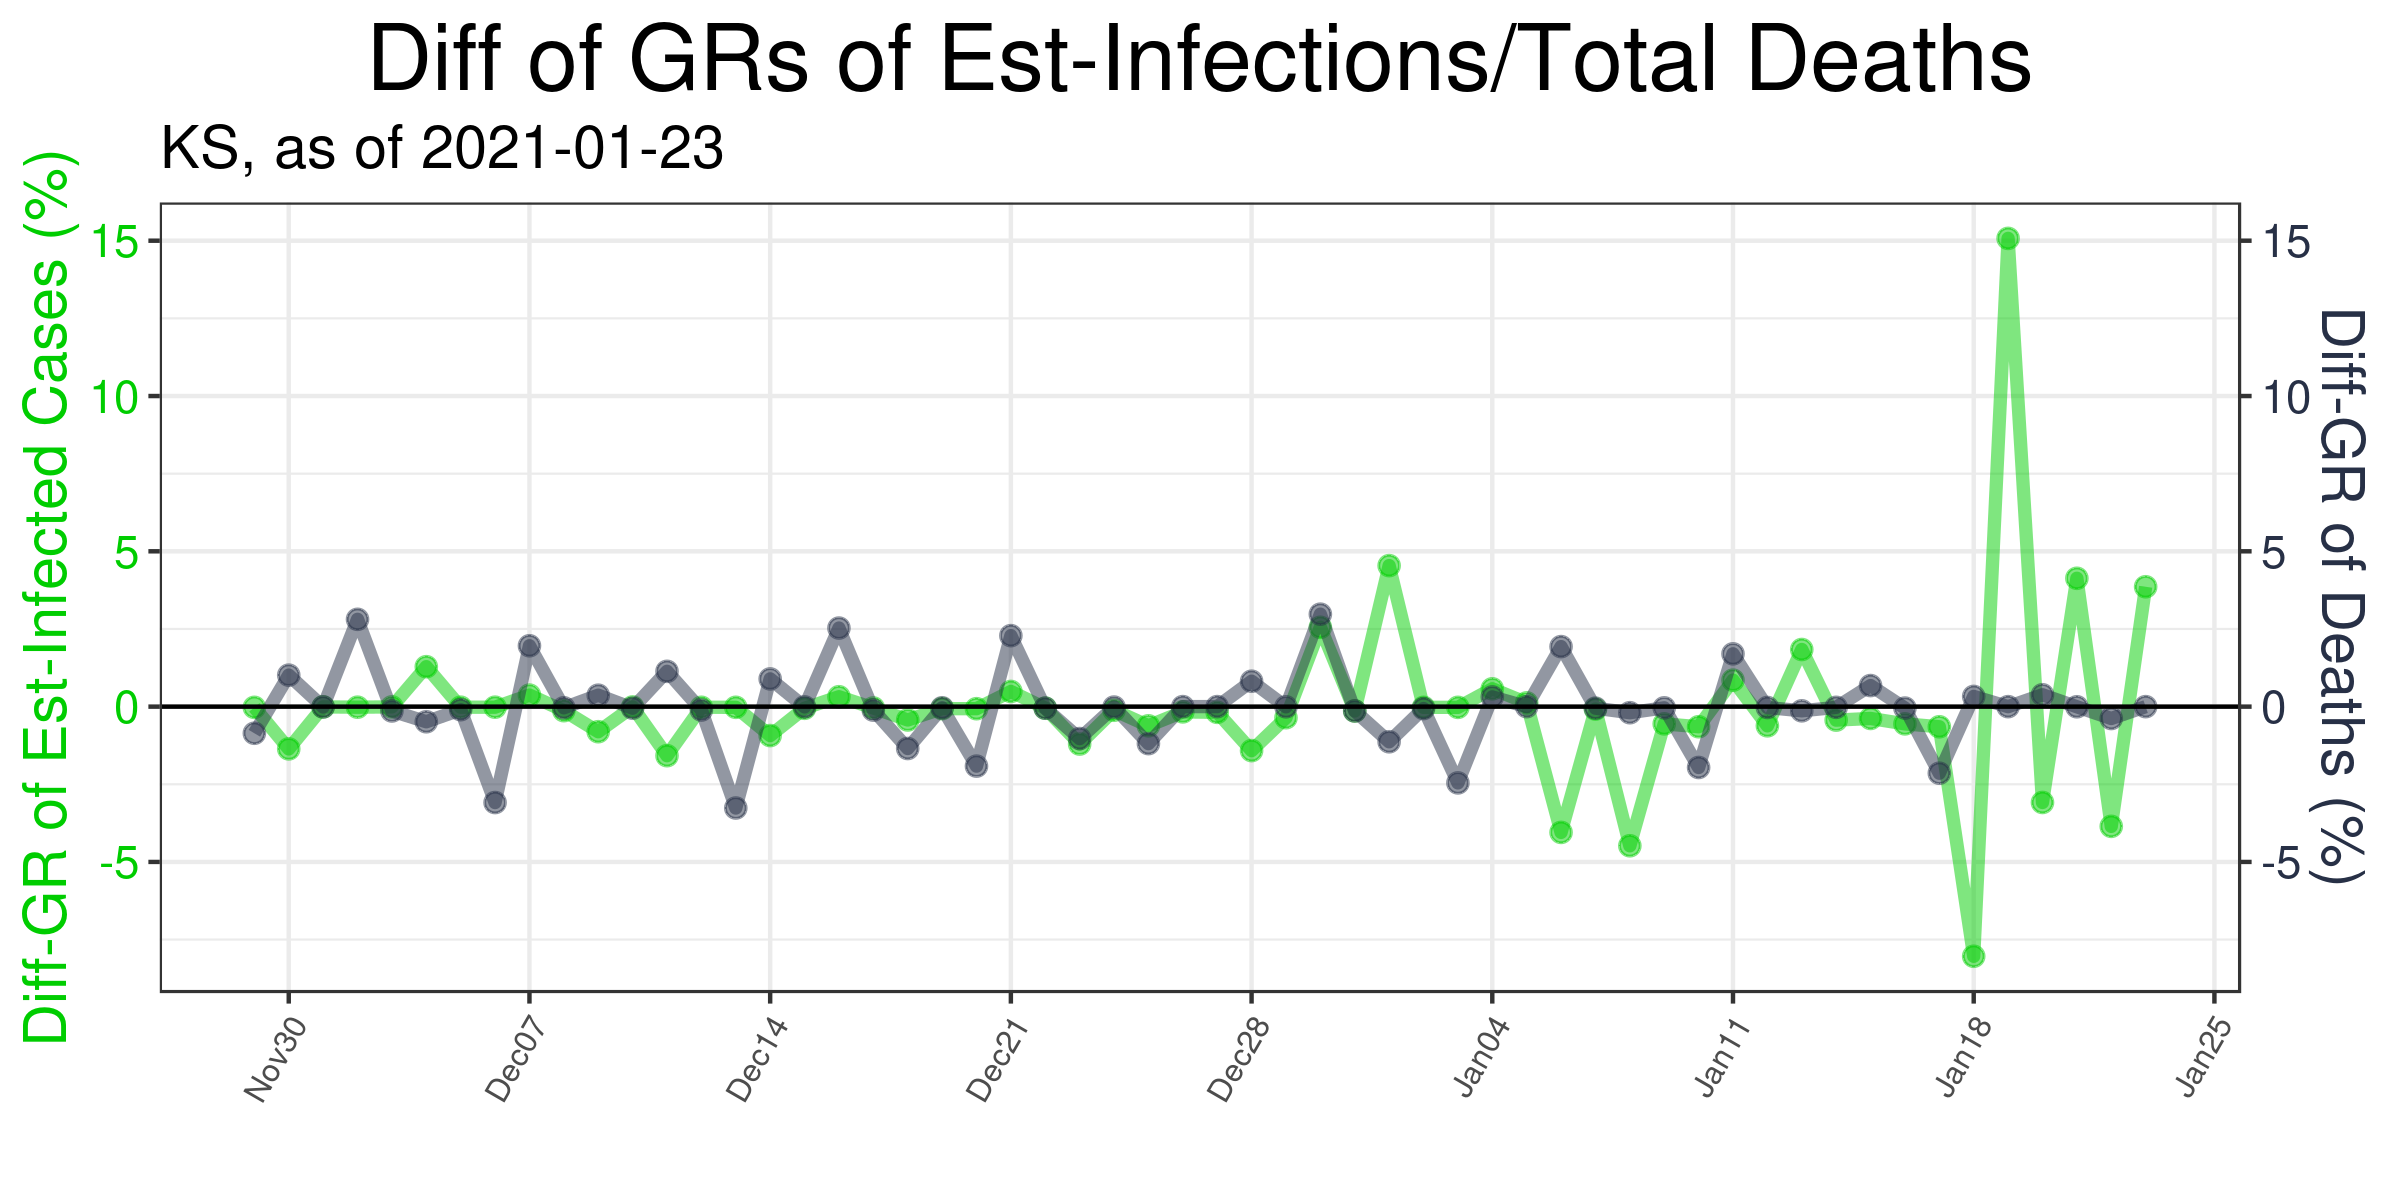 Diff of GRs of Est-Infections/Total Deaths
KS, as of 2021-01-23
Diff-GR of Est-Infected Cases (%)
15
10
5
0
-5
15
10
5
0
-5
Diff-GR of Deaths (%)
Nov30
Dec07
Dec14
Dec21
Dec28
Jan04
Jan11
Jan18
Jan25